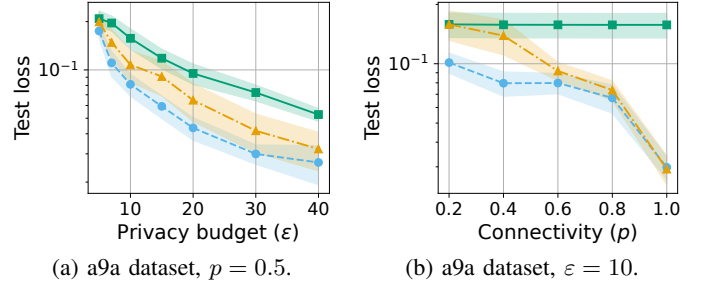 Test loss
10⁻¹
10 20 30 40
Privacy budget (ε)
(a) a9a dataset, p = 0.5.
Test loss
10⁻¹
0.2 0.4 0.6 0.8 1.0
Connectivity (p)
(b) a9a dataset, ε = 10.